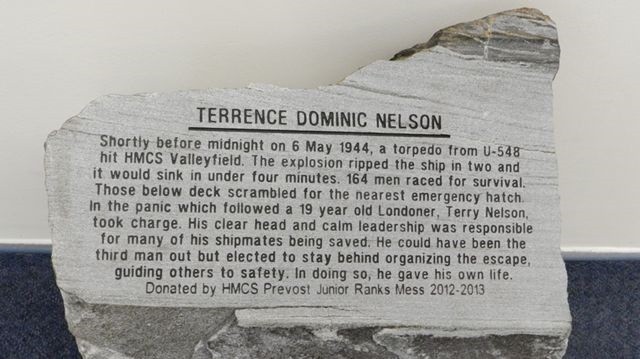 TERRENCE DOMINIC NELSON
Shortly before midnight on 6 May 1944, a torpedo from U-548
hit HMCS Valleyfield. The explosion ripped the ship in two and
it would sink in under four minutes. 164 men raced for survival.
Those below deck scrambled for the nearest emergency hatch.
In the panic which followed a 19 year old Londoner, Terry Nelson,
took charge. His clear head and calm leadership was responsible
for many of his shipmates being saved. He could have been the
third man out but elected to stay behind organizing the escape,
guiding others to safety. In doing so, he gave his own life.
Donated by HMCS Prevost Junior Ranks Mess 2012-2013